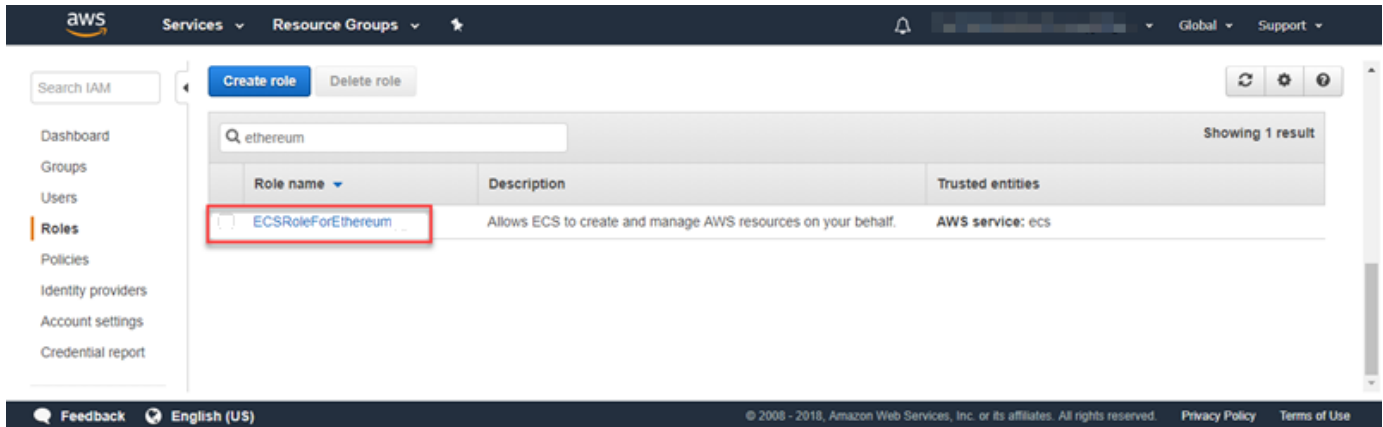 aws Services Resource Groups Global Support
Search IAM Create role Delete role
Dashboard
Groups
Users
Roles
Policies
Identity providers
Account settings
Credential report
ethereum Showing 1 result
Role name Description Trusted entities
ECSRoleForEthereum Allows ECS to create and manage AWS resources on your behalf. AWS service: ecs
Feedback English (US) © 2008 - 2018, Amazon Web Services, Inc. or its affiliates. All rights reserved. Privacy Policy Terms of Use